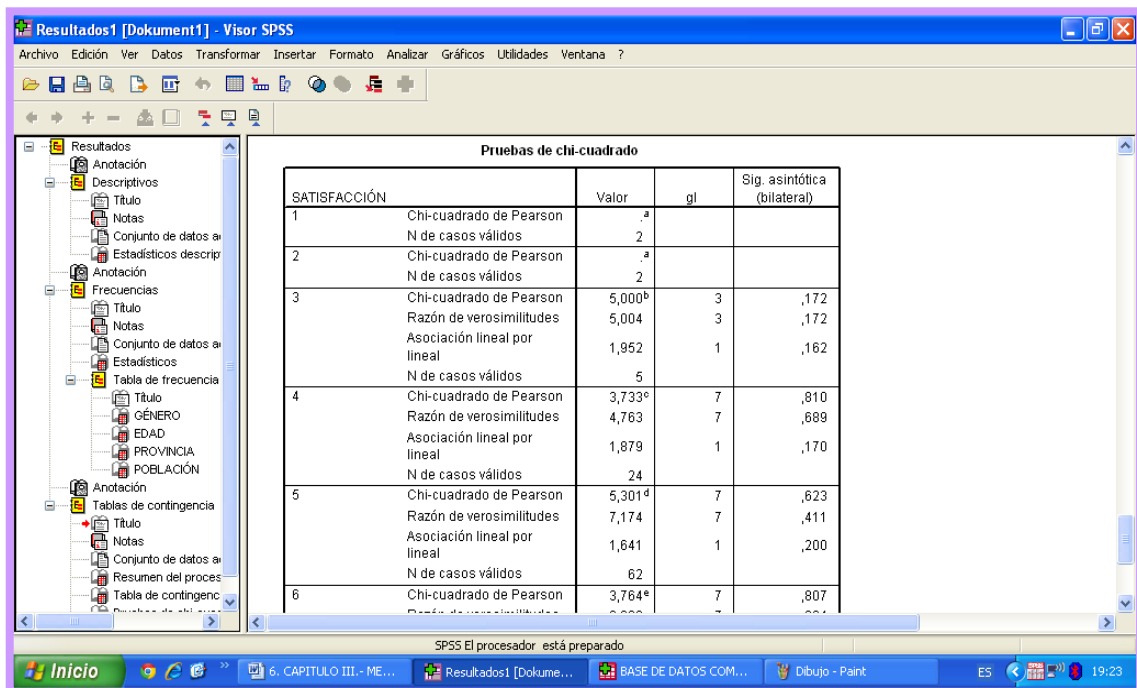 Resultados1 [Dokument1] - Visor SPSS
Archivo Edición Ver Datos Transformar Insertar Formato Analizar Gráficos Utilidades Ventana ?
Resultados
Anotación
Descriptivos
Título
Notas
Conjunto de datos a
Estadísticos descrip
Anotación
Frecuencias
Título
Notas
Conjunto de datos a
Estadísticos
Tabla de frecuencia
Título
GÉNERO
EDAD
PROVINCIA
POBLACIÓN
Anotación
Tablas de contingencia
Título
Notas
Conjunto de datos a
Resumen del proces
Tabla de contingenc
Pruebas de chi-cuadrado
SATISFACCIÓN Valor gl Sig. asintótica (bilateral)
1 Chi-cuadrado de Pearson .a
N de casos válidos 2
2 Chi-cuadrado de Pearson .a
N de casos válidos 2
3 Chi-cuadrado de Pearson 5,000b 3 ,172
Razón de verosimilitudes 5,004 3 ,172
Asociación lineal por lineal 1,952 1 ,162
N de casos válidos 5
4 Chi-cuadrado de Pearson 3,733c 7 ,810
Razón de verosimilitudes 4,763 7 ,689
Asociación lineal por lineal 1,879 1 ,170
N de casos válidos 24
5 Chi-cuadrado de Pearson 5,301d 7 ,623
Razón de verosimilitudes 7,174 7 ,411
Asociación lineal por lineal 1,641 1 ,200
N de casos válidos 62
6 Chi-cuadrado de Pearson 3,764e 7 ,807
SPSS El procesador está preparado
Inicio
6. CAPITULO III.- ME...
Resultados1 [Dokume...
BASE DE DATOS COM...
Dibujo - Paint
ES
19:23